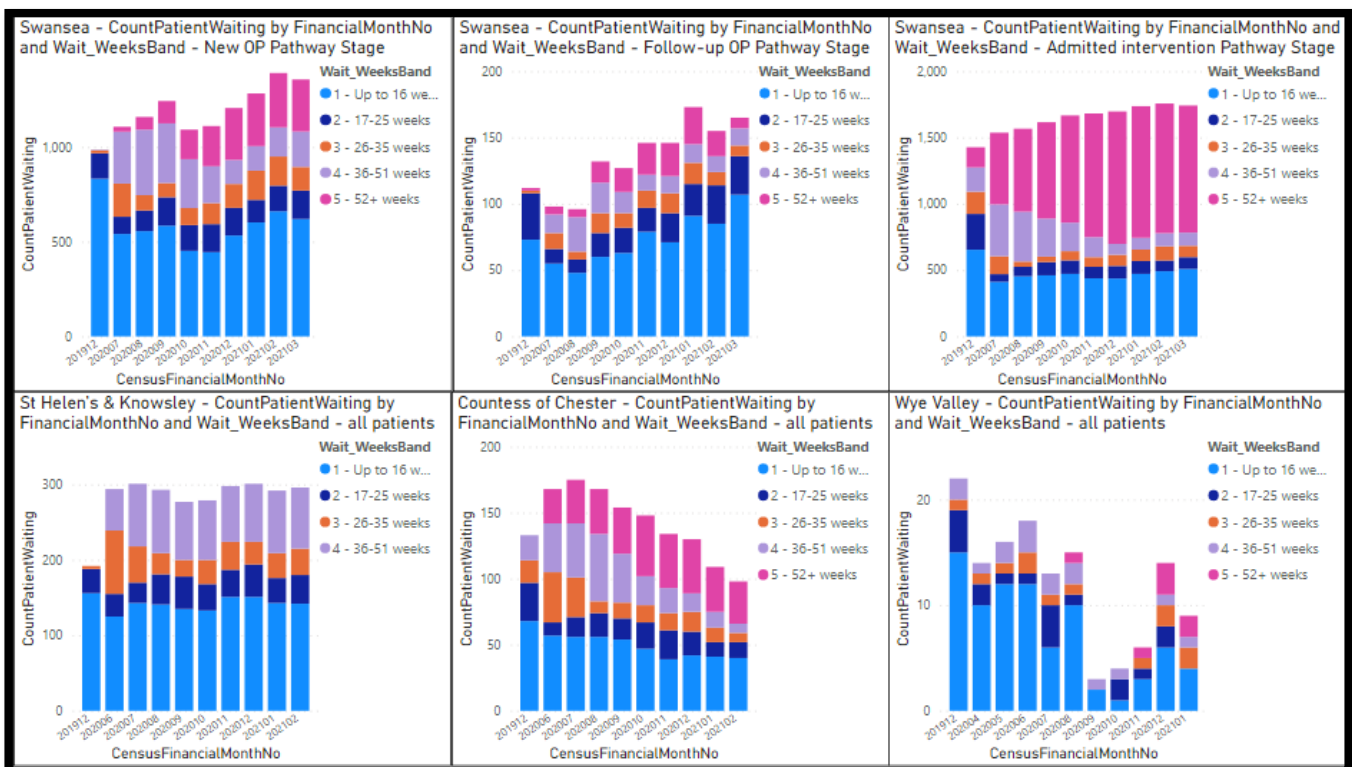 Swansea - CountPatientWaiting by FinancialMonthNo
and Wait_WeeksBand - New OP Pathway Stage
Wait_WeeksBand
1 - Up to 16 we...
2 - 17-25 weeks
3 - 26-35 weeks
4 - 36-51 weeks
5 - 52+ weeks
CountPatientWaiting
1,000
500
0
201912
202007
202008
202009
202010
202011
202012
202101
202102
202103
CensusFinancialMonthNo
Swansea - CountPatientWaiting by FinancialMonthNo
and Wait_WeeksBand - Follow-up OP Pathway Stage
Wait_WeeksBand
1 - Up to 16 w...
2 - 17-25 weeks
3 - 26-35 weeks
4 - 36-51 weeks
5 - 52+ weeks
CountPatientWaiting
200
150
100
50
0
201912
202007
202008
202009
202010
202011
202012
202101
202102
202103
CensusFinancialMonthNo
Swansea - CountPatientWaiting by FinancialMonthNo and
Wait_WeeksBand - Admitted intervention Pathway Stage
Wait_WeeksBand
1 - Up to 16 we...
2 - 17-25 weeks
3 - 26-35 weeks
4 - 36-51 weeks
5 - 52+ weeks
CountPatientWaiting
2,000
1,500
1,000
500
0
201912
202007
202008
202009
202010
202011
202012
202101
202102
202103
CensusFinancialMonthNo
St Helen's & Knowsley - CountPatientWaiting by
FinancialMonthNo and Wait_WeeksBand - all patients
Wait_WeeksBand
1 - Up to 16 w...
2 - 17-25 weeks
3 - 26-35 weeks
4 - 36-51 weeks
CountPatientWaiting
300
200
100
0
201912
202006
202007
202008
202009
202010
202011
202012
202101
202102
CensusFinancialMonthNo
Countess of Chester - CountPatientWaiting by
FinancialMonthNo and Wait_WeeksBand - all patients
Wait_WeeksBand
1 - Up to 16 w...
2 - 17-25 weeks
3 - 26-35 weeks
4 - 36-51 weeks
5 - 52+ weeks
CountPatientWaiting
200
150
100
50
0
201912
202006
202007
202008
202009
202010
202011
202012
202101
202102
CensusFinancialMonthNo
Wye Valley - CountPatientWaiting by FinancialMonthNo
and Wait_WeeksBand - all patients
Wait_WeeksBand
1 - Up to 16 we...
2 - 17-25 weeks
3 - 26-35 weeks
4 - 36-51 weeks
5 - 52+ weeks
CountPatientWaiting
20
10
0
201912
202004
202005
202006
202007
202008
202009
202010
202011
202012
202101
CensusFinancialMonthNo